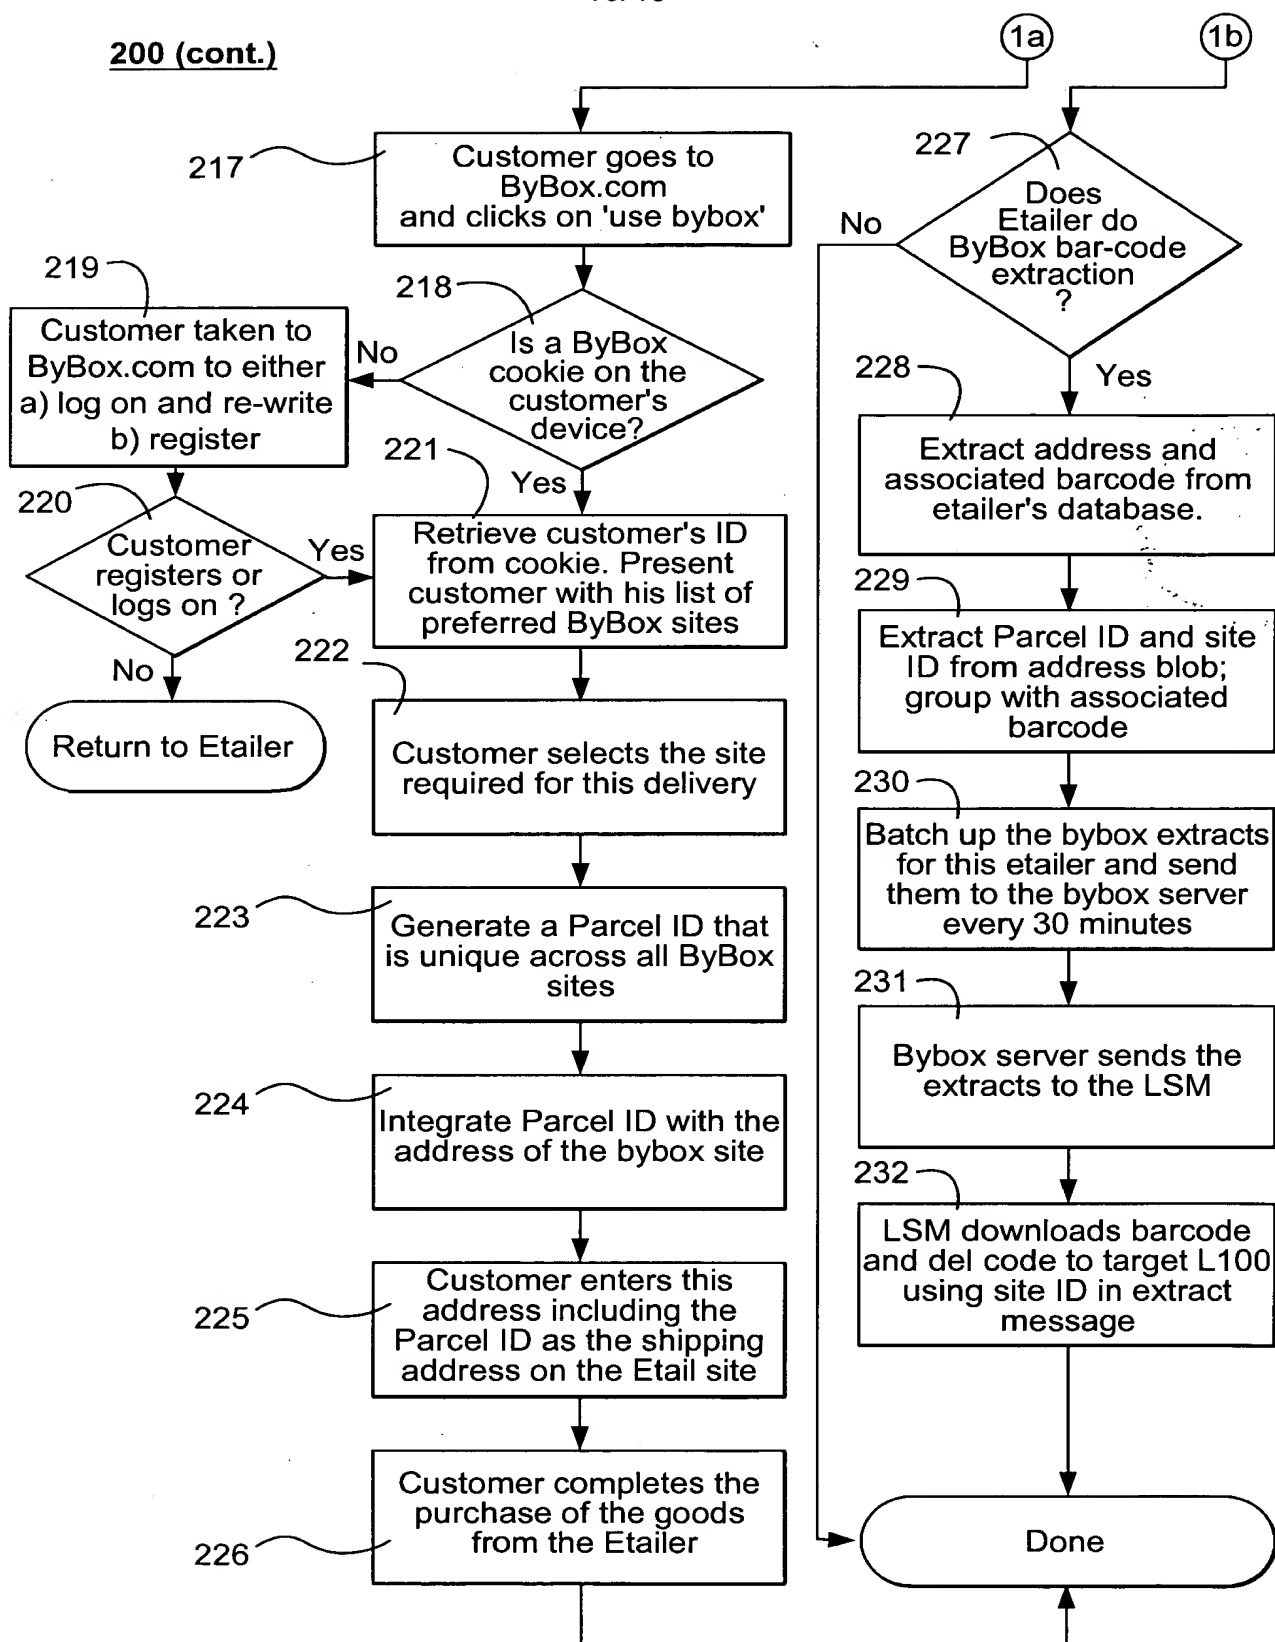 200 (cont.)
1a
1b
217
Customer goes to
ByBox.com
and clicks on 'use bybox'
218
Is a ByBox
cookie on the
customer's
device?
No
Yes
219
Customer taken to
ByBox.com to either
a) log on and re-write
b) register
220
Customer
registers or
logs on ?
Yes
No
Return to Etailer
221
Retrieve customer's ID
from cookie. Present
customer with his list of
preferred ByBox sites
222
Customer selects the site
required for this delivery
223
Generate a Parcel ID that
is unique across all ByBox
sites
224
Integrate Parcel ID with the
address of the bybox site
225
Customer enters this
address including the
Parcel ID as the shipping
address on the Etail site
226
Customer completes the
purchase of the goods
from the Etailer
227
Does
Etailer do
ByBox bar-code
extraction
?
No
Yes
228
Extract address and
associated barcode from
etailer's database.
229
Extract Parcel ID and site
ID from address blob;
group with associated
barcode
230
Batch up the bybox extracts
for this etailer and send
them to the bybox server
every 30 minutes
231
Bybox server sends the
extracts to the LSM
232
LSM downloads barcode
and del code to target L100
using site ID in extract
message
Done